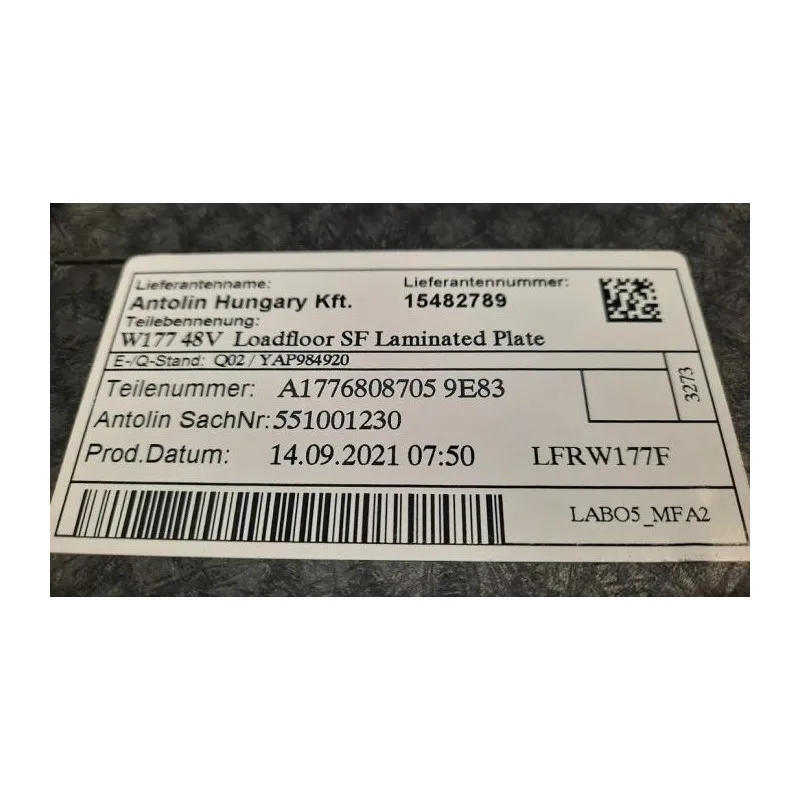 Lieferantenname: Lieferantennummer:
Antolin Hungary Kft. 15482789
Teilebennenung:
W177 48V Loadfloor SF Laminated Plate
E-/Q-Stand: Q02 / YAP984920
3273
Teilenummer: A1776808705 9E83
Antolin SachNr: 551001230
Prod.Datum: 14.09.2021 07:50 LFRW177F
LABO5_MFA2